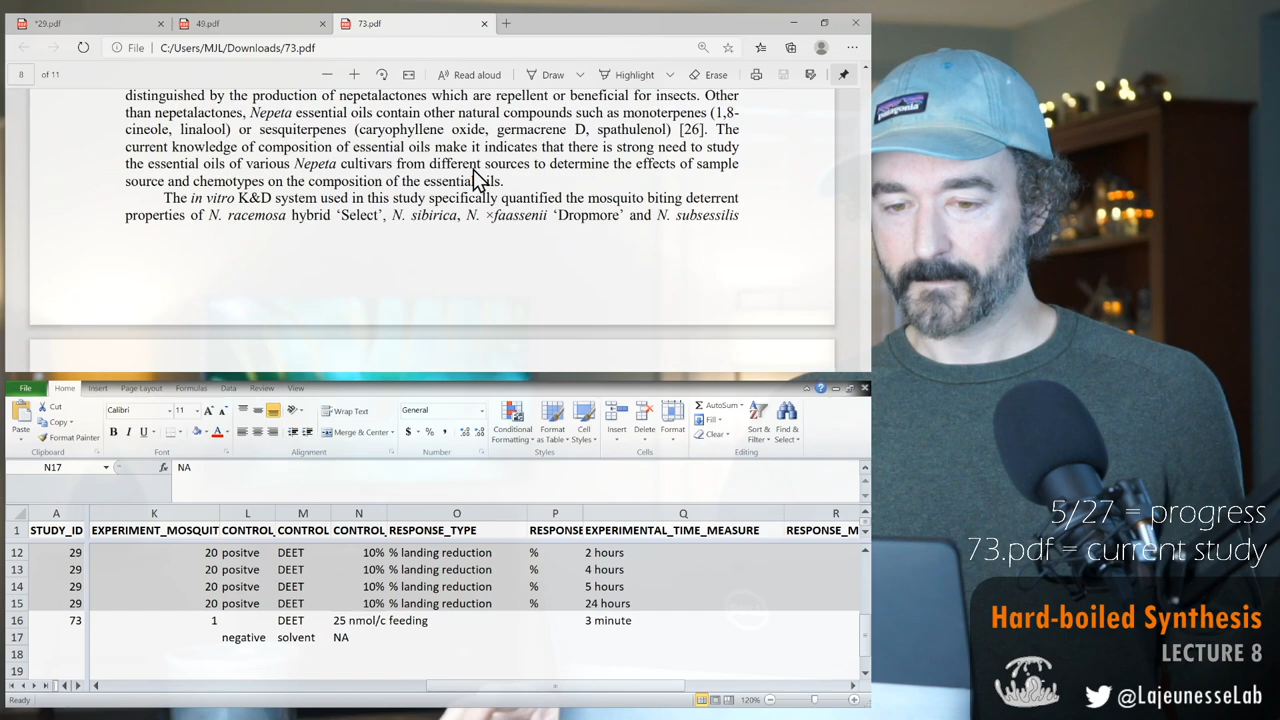 *29.pdf
49.pdf
73.pdf
File
C:/Users/MJL/Downloads/73.pdf
8 of 11
Read aloud
Draw
Highlight
Erase
distinguished by the production of nepetalactones which are repellent or beneficial for insects. Other
than nepetalactones, Nepeta essential oils contain other natural compounds such as monoterpenes (1,8-
cineole, linalool) or sesquiterpenes (caryophyllene oxide, germacrene D, spathulenol) [26]. The
current knowledge of composition of essential oils make it indicates that there is strong need to study
the essential oils of various Nepeta cultivars from different sources to determine the effects of sample
source and chemotypes on the composition of the essential oils.
The in vitro K&D system used in this study specifically quantified the mosquito biting deterrent
properties of N. racemosa hybrid ‘Select’, N. sibirica, N. ×faassenii ‘Dropmore’ and N. subsessilis
File Home Insert Page Layout Formulas Data Review View
Paste
Cut
Copy
Format Painter
Calibri 11
B I U
Wrap Text
Merge & Center
General
$ % ,
Conditional Formatting
Format as Table
Cell Styles
Insert
Delete
Format
AutoSum
Fill
Clear
Sort & Filter
Find & Select
Clipboard Font Alignment Number Styles Cells Editing
N17 fx NA
A K L M N O P Q R
1 STUDY_ID EXPERIMENT_MOSQUIT CONTROL_ CONTROL_ CONTROL_ RESPONSE_TYPE RESPONSE EXPERIMENTAL_TIME_MEASURE RESPONSE_M
12 29 20 positve DEET 10% % landing reduction % 2 hours
13 29 20 positve DEET 10% % landing reduction % 4 hours
14 29 20 positve DEET 10% % landing reduction % 5 hours
15 29 20 positve DEET 10% % landing reduction % 24 hours
16 73 1 DEET 25 nmol/c feeding 3 minute
17 negative solvent NA
18
19
Ready
120%
patagonia
5/27 = progress
73.pdf = current study
Hard-boiled Synthesis
LECTURE 8
@LajeunesseLab